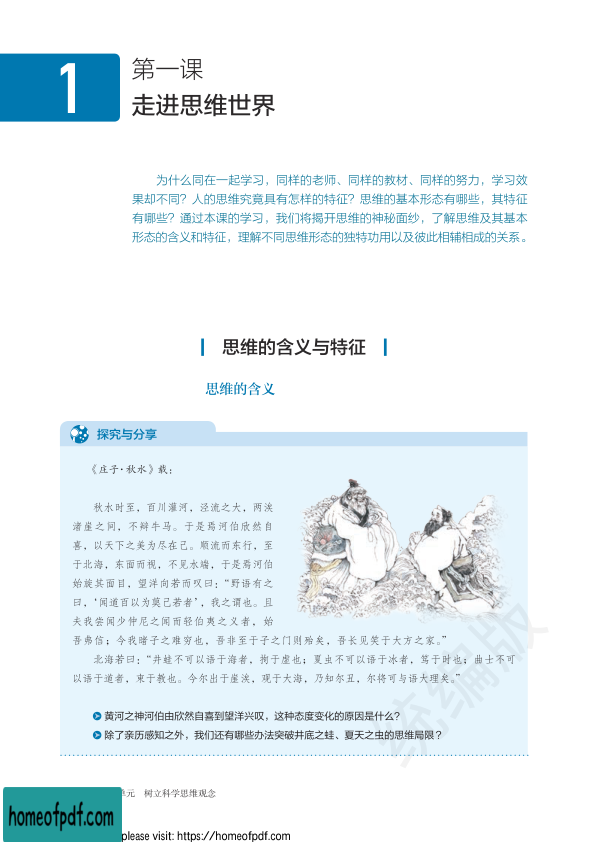 1
第一课
走进思维世界
为什么同在一起学习，同样的老师、同样的教材、同样的努力，学习效
果却不同？人的思维究竟具有怎样的特征？思维的基本形态有哪些，其特征
有哪些？通过本课的学习，我们将揭开思维的神秘面纱，了解思维及其基本
形态的含义和特征，理解不同思维形态的独特功用以及彼此相辅相成的关系。
思维的含义与特征
思维的含义
探究与分享
《庄子·秋水》载：
秋水时至，百川灌河，泾流之大，两涘
渚崖之间，不辩牛马。于是焉河伯欣然自
喜，以天下之美为尽在己。顺流而东行，至
于北海，东面而视，不见水端，于是焉河伯
始旋其面目，望洋向若而叹曰：“野语有之
曰，‘闻道百以为莫己若者’，我之谓也。且
夫我尝闻少仲尼之闻而轻伯夷之义者，始
吾弗信；今我睹子之难穷也，吾非至于子之门则殆矣，吾长见笑于大方之家。”
北海若曰：“井蛙不可以语于海者，拘于虚也；夏虫不可以语于冰者，笃于时也；曲士不可
以语于道者，束于教也。今尔出于崖涘，观于大海，乃知尔丑，尔将可与语大理矣。”
黄河之神河伯由欣然自喜到望洋兴叹，这种态度变化的原因是什么？
除了亲历感知之外，我们还有哪些办法突破井底之蛙、夏天之虫的思维局限？
统编版
单元 树立科学思维观念
homeofpdf.com
please visit: https://homeofpdf.com